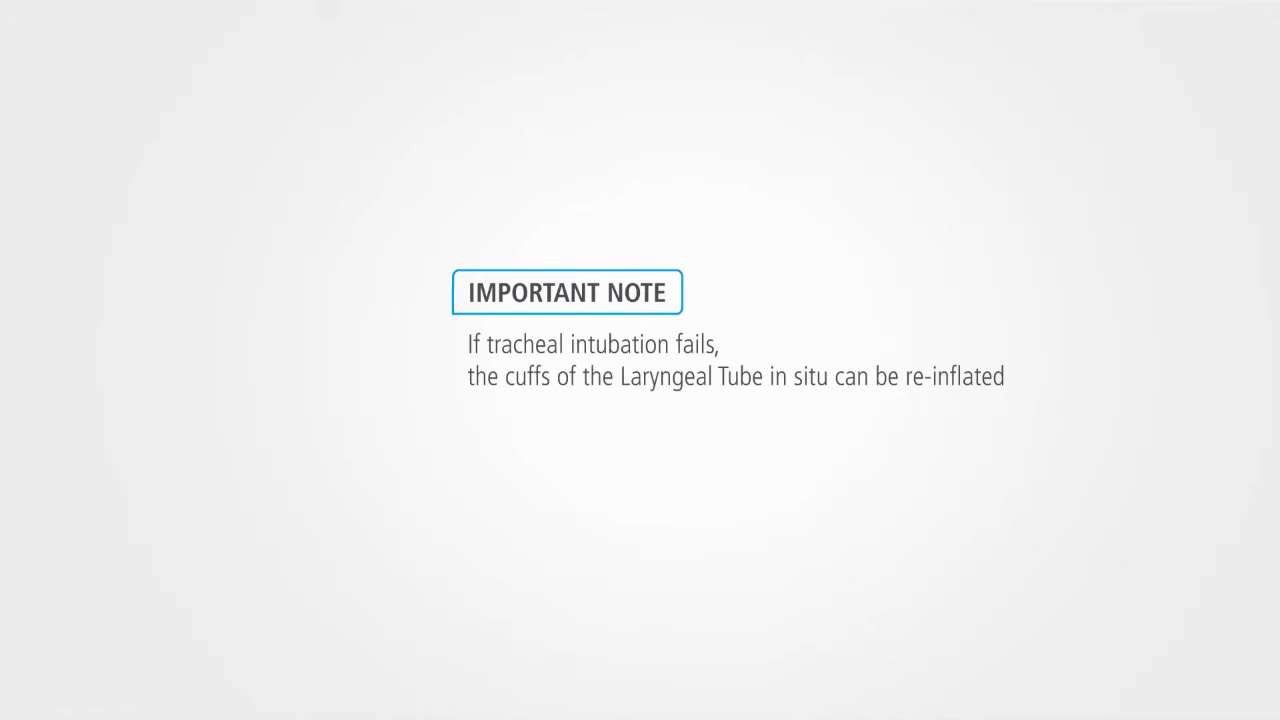 IMPORTANT NOTE
If tracheal intubation fails,
the cuffs of the Laryngeal Tube in situ can be re-inflated